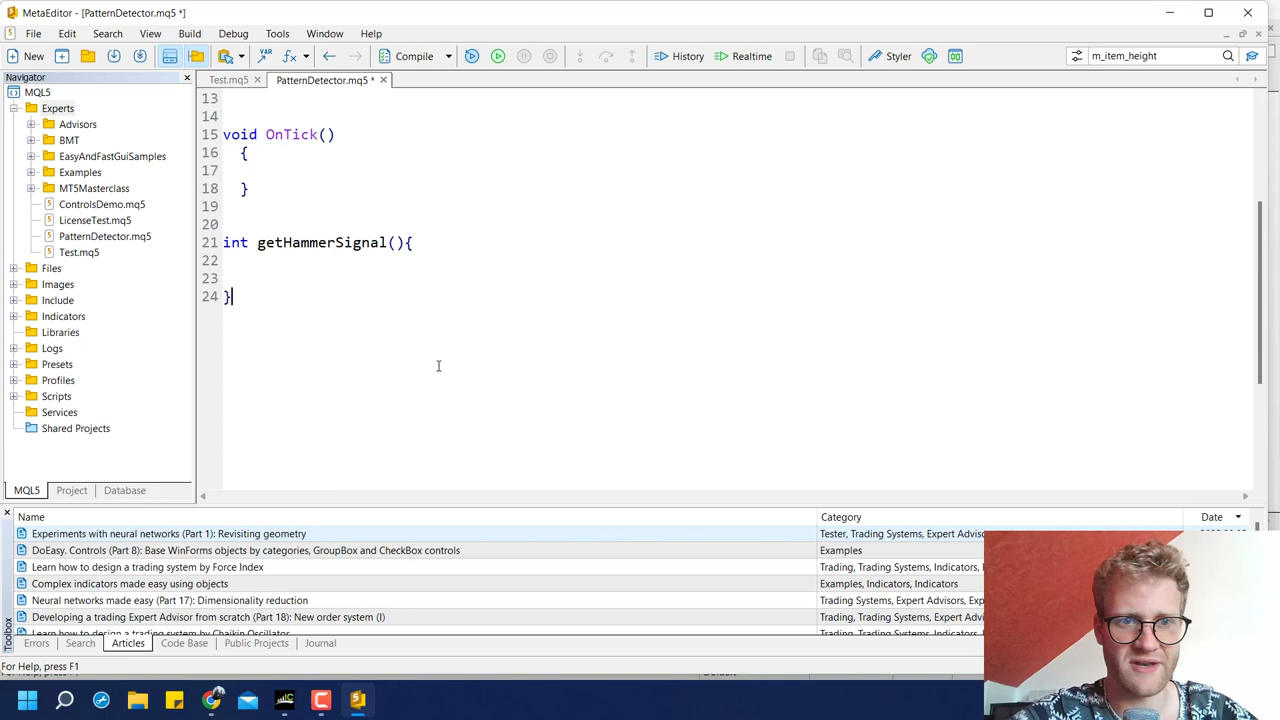 MetaEditor - [PatternDetector.mq5 *]
File Edit Search View Build Debug Tools Window Help
New VAR f(x) Compile History Realtime Styler m_item_height
Navigator
Test.mq5 PatternDetector.mq5 *
MQL5
Experts
Advisors
BMT
EasyAndFastGuiSamples
Examples
MT5Masterclass
ControlsDemo.mq5
LicenseTest.mq5
PatternDetector.mq5
Test.mq5
Files
Images
Include
Indicators
Libraries
Logs
Presets
Profiles
Scripts
Services
Shared Projects
MQL5 Project Database
13
14
15 void OnTick()
16 {
17
18 }
19
20
21 int getHammerSignal(){
22
23
24 }
Name Category Date
Experiments with neural networks (Part 1): Revisiting geometry Tester, Trading Systems, Expert Adviso
DoEasy. Controls (Part 8): Base WinForms objects by categories, GroupBox and CheckBox controls Examples
Learn how to design a trading system by Force Index Trading, Trading Systems, Indicators,
Complex indicators made easy using objects Examples, Indicators, Indicators
Neural networks made easy (Part 17): Dimensionality reduction Trading Systems, Expert Advisors, Exp
Developing a trading Expert Advisor from scratch (Part 18): New order system (I) Trading, Trading Systems, Expert Adv
Learn how to design a trading system by Chaikin Oscillator Trading, Trading Systems, Indicators,
Toolbox
Errors Search Articles Code Base Public Projects Journal
For Help, press F1